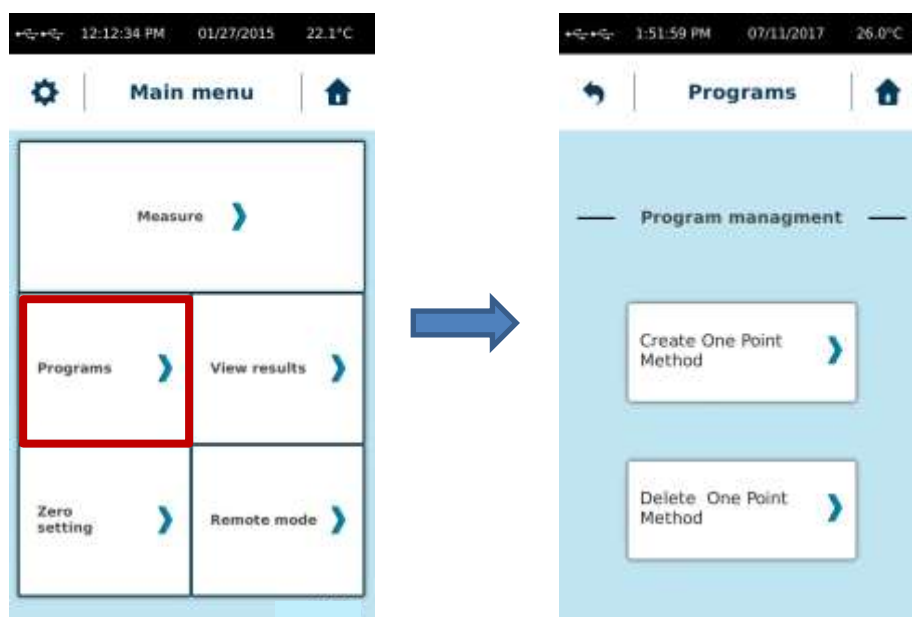 12:12:34 PM 01/27/2015 22.1°C
Main menu
Measure
Programs
View results
Zero
setting
Remote mode
1:51:59 PM 07/11/2017 26.0°C
Programs
Program managment
Create One Point
Method
Delete One Point
Method